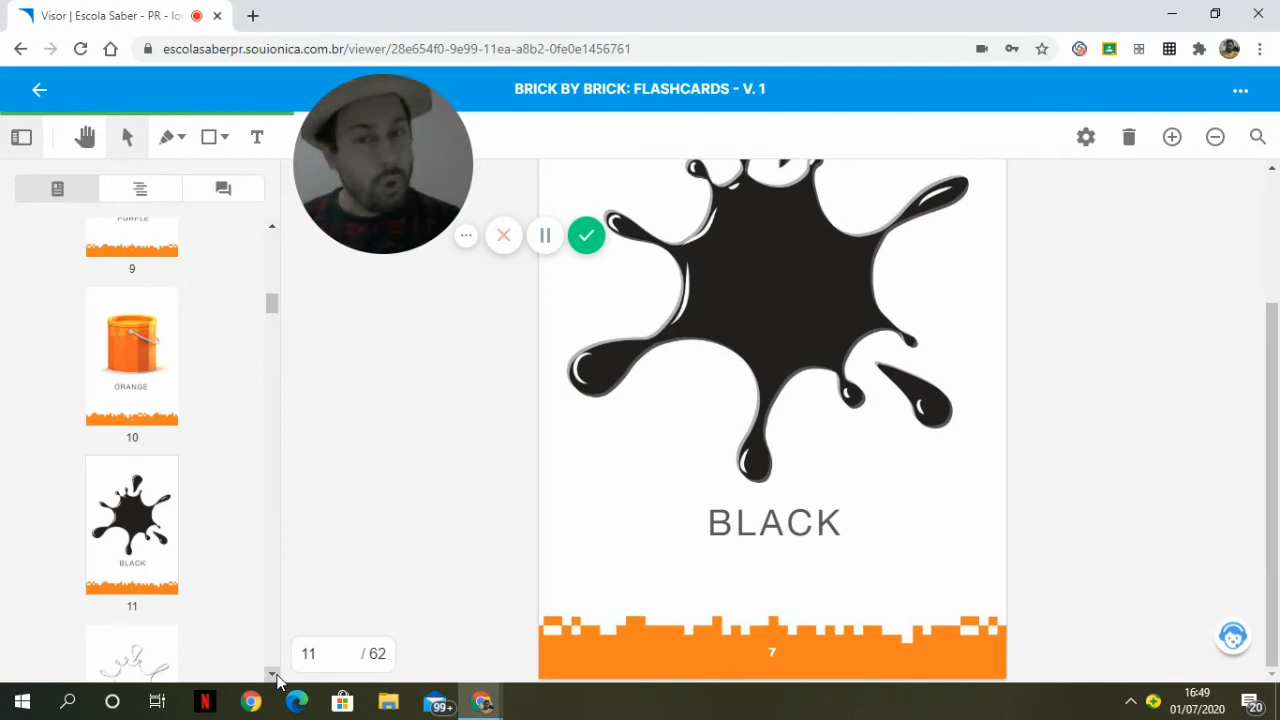 Visor | Escola Saber - PR - Ior
escolasaberpr.souionica.com.br/viewer/28e654f0-9e99-11ea-a8b2-0fe0e1456761
BRICK BY BRICK: FLASHCARDS - V. 1
T
PURPLE
9
ORANGE
10
BLACK
11
BLACK
7
11 / 62
N
99+
16:49
01/07/2020
20